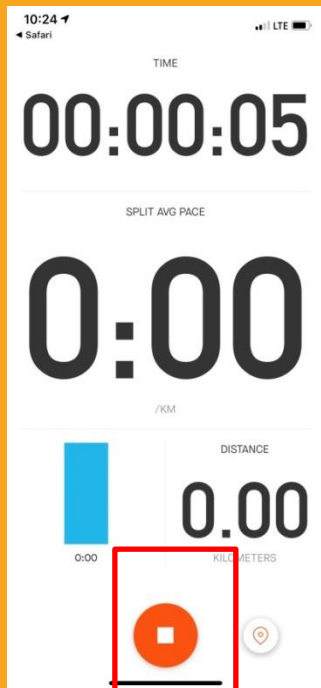 10:24
◄ Safari
LTE
TIME
00:00:05
SPLIT AVG PACE
0:00
/KM
0:00
DISTANCE
0.00
KILOMETERS